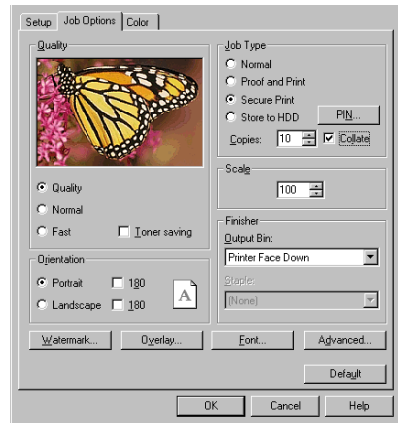 Setup Job Options Color
Quality
Quality
Normal
Fast Toner saving
Orientation
Portrait 180
Landscape 180
A
Job Type
Normal
Proof and Print
Secure Print
Store to HDD PIN...
Copies: 10 Collate
Scale
100
Finisher
Output Bin:
Printer Face Down
Staple:
(None)
Watermark... Overlay... Font... Advanced...
Default
OK Cancel Help